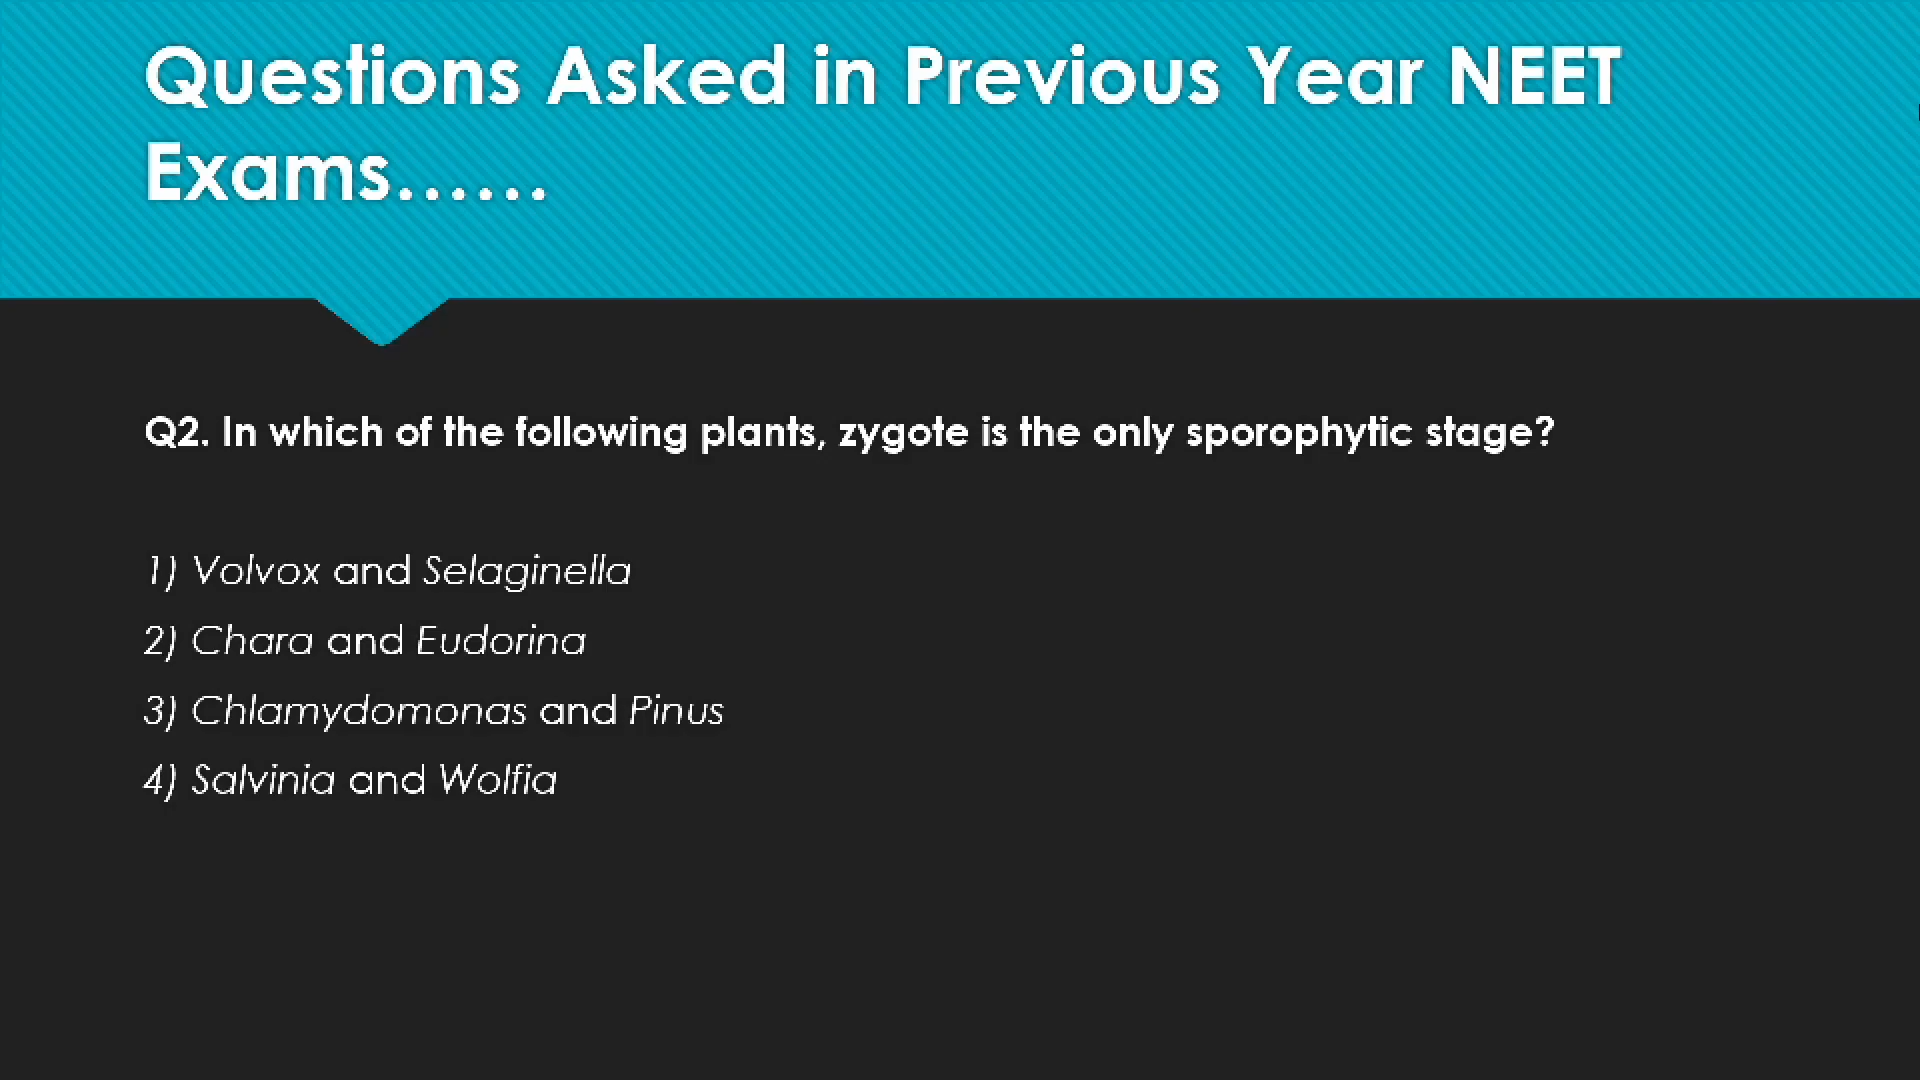 Questions Asked in Previous Year NEET
Exams......
Q2. In which of the following plants, zygote is the only sporophytic stage?
1) Volvox and Selaginella
2) Chara and Eudorina
3) Chlamydomonas and Pinus
4) Salvinia and Wolfia